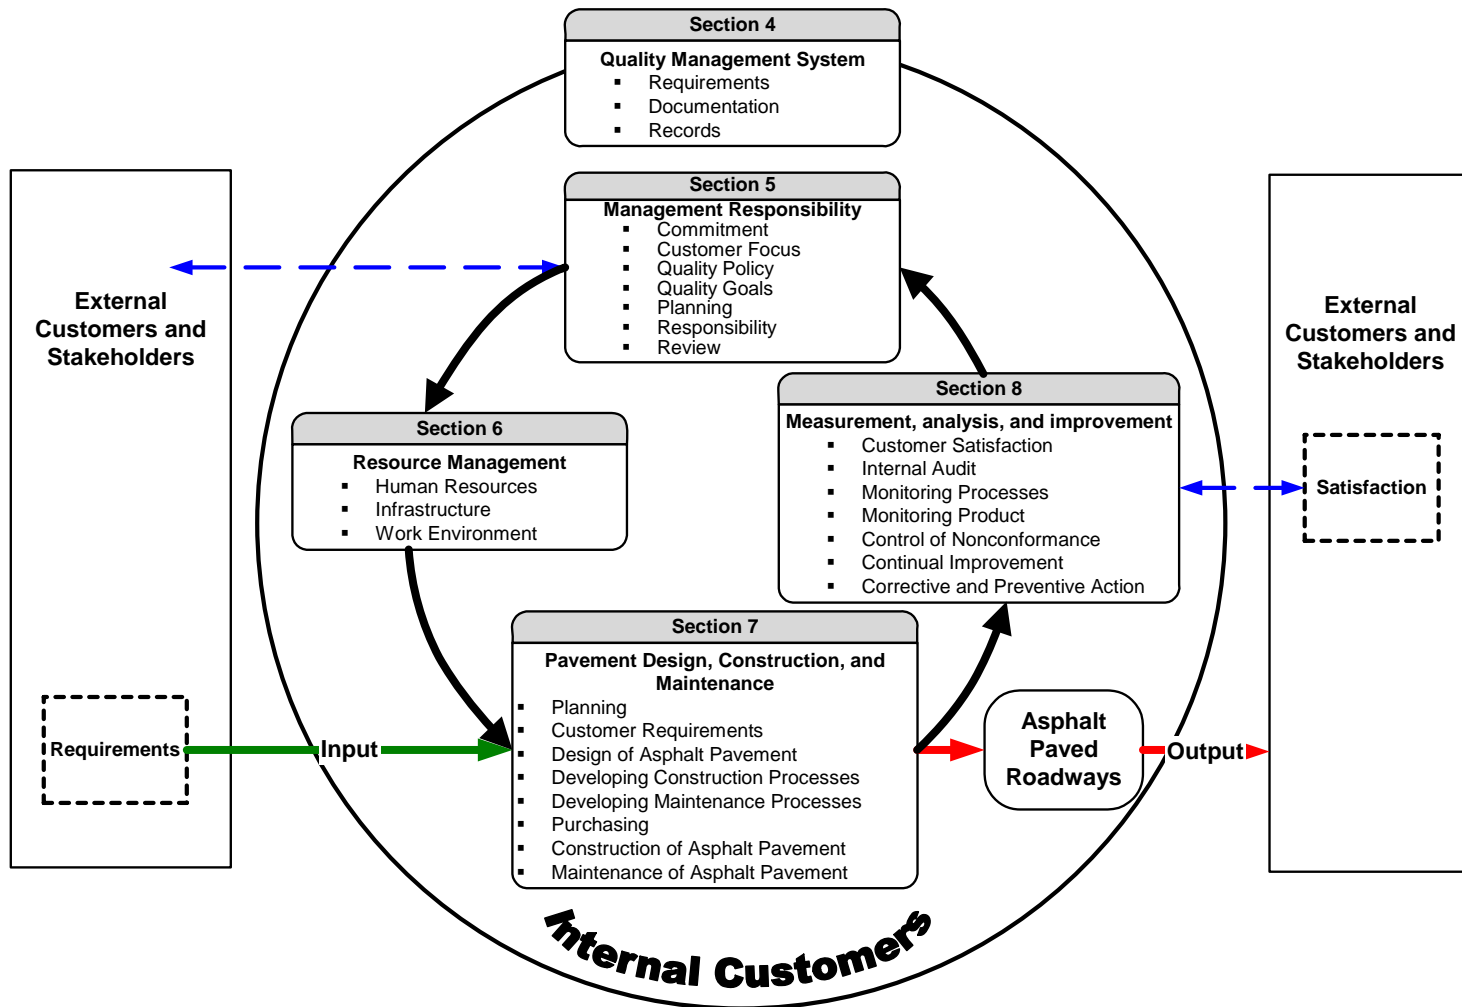 Section 4
Quality Management System
▪ Requirements
▪ Documentation
▪ Records
Section 5
Management Responsibility
▪ Commitment
▪ Customer Focus
▪ Quality Policy
▪ Quality Goals
▪ Planning
▪ Responsibility
▪ Review
External
Customers and
Stakeholders
External
Customers and
Stakeholders
Section 8
Measurement, analysis, and improvement
▪ Customer Satisfaction
▪ Internal Audit
▪ Monitoring Processes
▪ Monitoring Product
▪ Control of Nonconformance
▪ Continual Improvement
▪ Corrective and Preventive Action
Section 6
Resource Management
▪ Human Resources
▪ Infrastructure
▪ Work Environment
Satisfaction
Section 7
Pavement Design, Construction, and
Maintenance
▪ Planning
▪ Customer Requirements
▪ Design of Asphalt Pavement
▪ Developing Construction Processes
▪ Developing Maintenance Processes
▪ Purchasing
▪ Construction of Asphalt Pavement
▪ Maintenance of Asphalt Pavement
Requirements
Input
Asphalt
Paved
Roadways
Output
Internal Customers